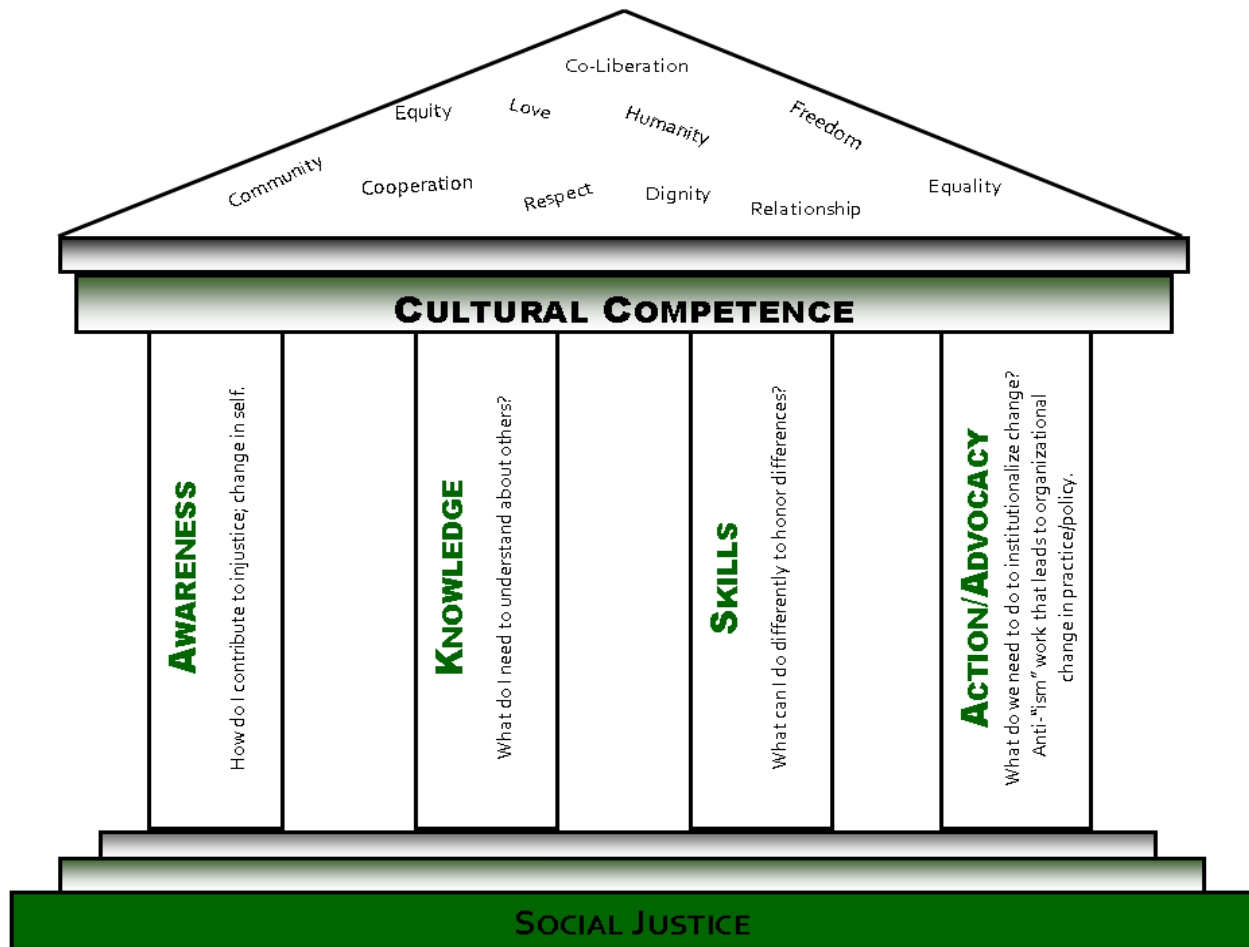 Co-Liberation
Equity
Love
Humanity
Freedom
Community
Cooperation
Respect
Dignity
Relationship
Equality
CULTURAL COMPETENCE
AWARENESS
How do I contribute to injustice; change in self.
KNOWLEDGE
What do I need to understand about others?
SKILLS
What can I do differently to honor differences?
ACTION/ADVOCACY
What do we need to do to institutionalize change?
Anti-“ism” work that leads to organizational
change in practice/policy.
SOCIAL JUSTICE